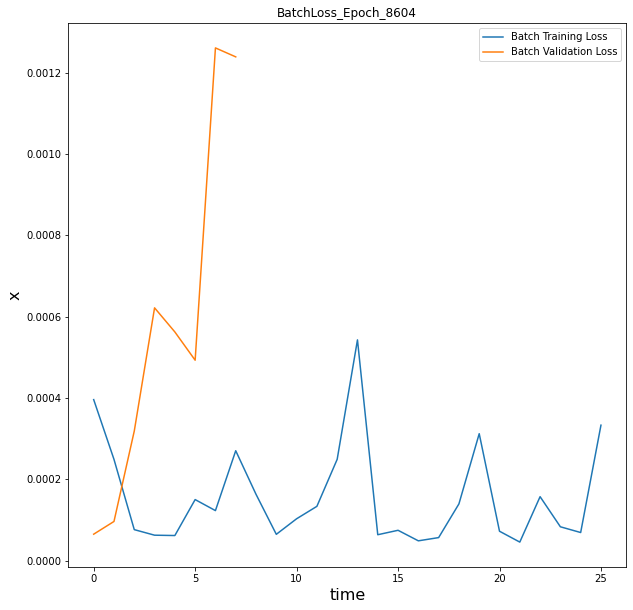 BatchLoss_Epoch_8604
Batch Training Loss
Batch Validation Loss
0.0012
0.0010
0.0008
0.0006
0.0004
0.0002
0.0000
x
0 5 10 15 20 25
time